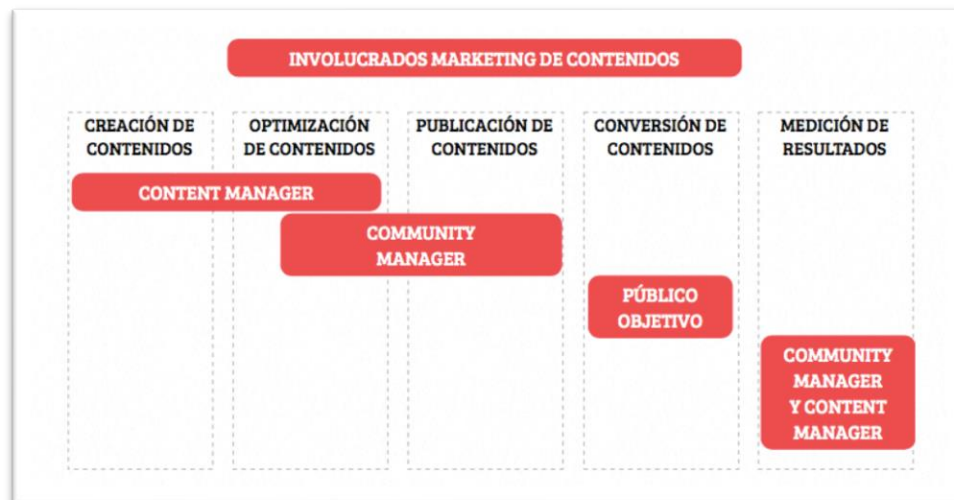 INVOLUCRADOS MARKETING DE CONTENIDOS
CREACIÓN DE
CONTENIDOS
OPTIMIZACIÓN
DE CONTENIDOS
PUBLICACIÓN DE
CONTENIDOS
CONVERSIÓN DE
CONTENIDOS
MEDICIÓN DE
RESULTADOS
CONTENT MANAGER
COMMUNITY
MANAGER
PÚBLICO
OBJETIVO
COMMUNITY
MANAGER
Y CONTENT
MANAGER